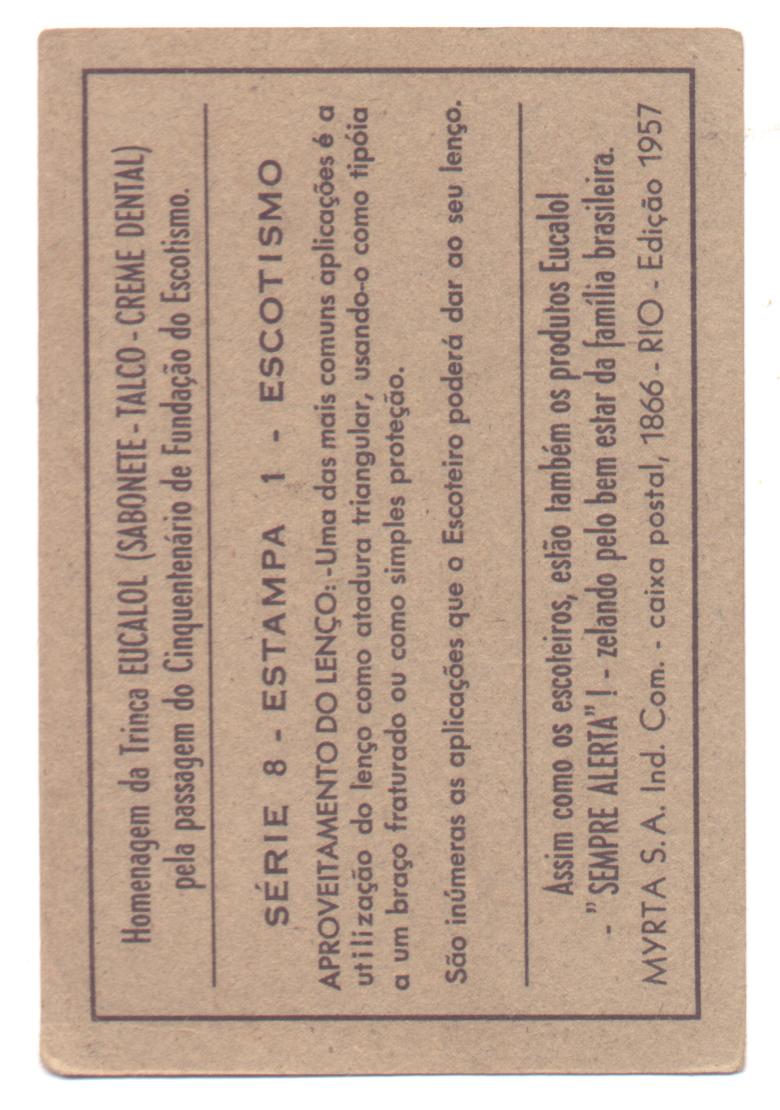 Homenagem da Trinca EUCALOL (SABONETE - TALCO - CREME DENTAL)
pela passagem do Cinquentenário de Fundação do Escotismo.
SÉRIE 8 - ESTAMPA 1 - ESCOTISMO
APROVEITAMENTO DO LENÇO: -Uma das mais comuns aplicações é a
utilização do lenço como atadura triangular, usando-o como tipóia
a um braço fraturado ou como simples proteção.
São inúmeras as aplicações que o Escoteiro poderá dar ao seu lenço.
Assim como os escoteiros, estão também os produtos Eucalol
- "SEMPRE ALERTA" ! - zelando pelo bem estar da família brasileira.
MYRTA S. A. Ind. Com. - caixa postal, 1866 - RIO - Edição 1957